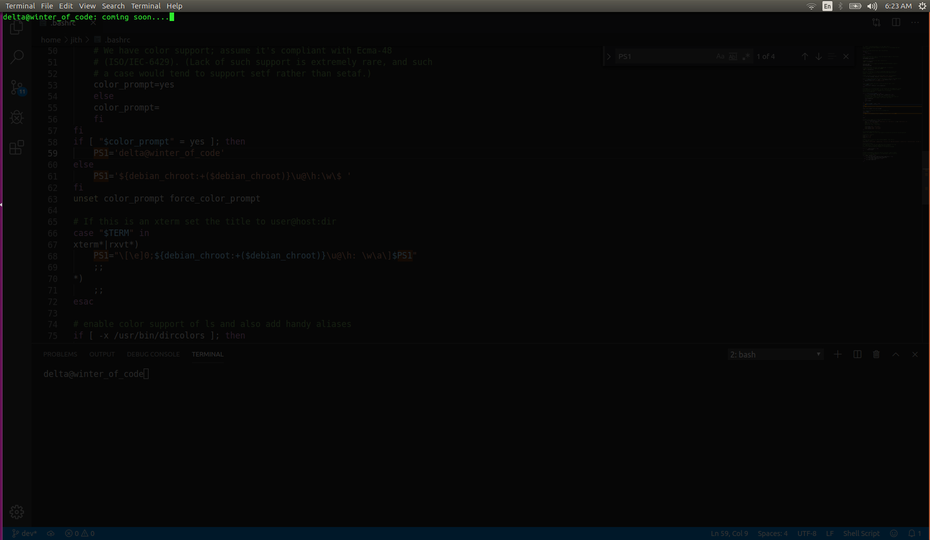 Terminal File Edit View Search Terminal Help En 6:23 AM
delta@winter_of_code: coming soon....
home > jith > .bashrc
50 # We have color support; assume it's compliant with Ecma-48
51 # (ISO/IEC-6429). (Lack of such support is extremely rare, and such
52 # a case would tend to support setf rather than setaf.)
53 color_prompt=yes
54 else
55 color_prompt=
56 fi
57 fi
58 if [ "$color_prompt" = yes ]; then
59 PS1='delta@winter_of_code'
60 else
61 PS1='${debian_chroot:+($debian_chroot)}\u@\h:\w\$ '
62 fi
63 unset color_prompt force_color_prompt
64
65 # If this is an xterm set the title to user@host:dir
66 case "$TERM" in
67 xterm*|rxvt*)
68 PS1="\[\e]0;${debian_chroot:+($debian_chroot)}\u@\h: \w\a\]$PS1"
69 ;;
70 *)
71 ;;
72 esac
73
74 # enable color support of ls and also add handy aliases
75 if [ -x /usr/bin/dircolors ]; then
PS1 Aa 1 of 4
PROBLEMS OUTPUT DEBUG CONSOLE TERMINAL 2: bash
delta@winter_of_code
dev* 0 0 Ln 59, Col 9 Spaces: 4 UTF-8 LF Shell Script 1